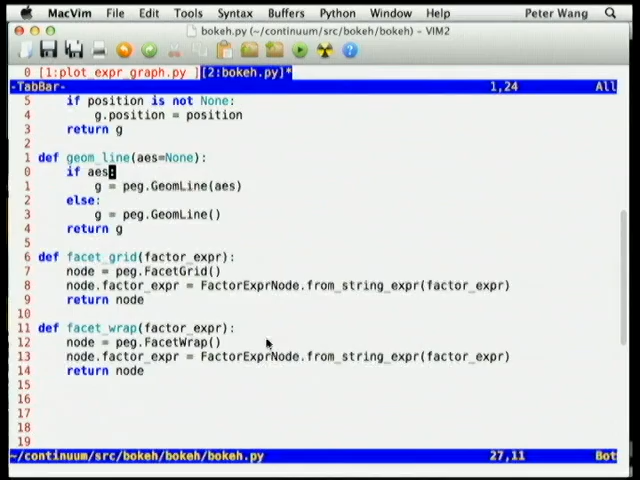 MacVim File Edit Tools Syntax Buffers Python Window Help Peter Wang
bokeh.py (~/continuum/src/bokeh/bokeh) - VIM2
0 [1:plot_expr_graph.py ][2:bokeh.py]*
-TabBar- 1,24 All
5 if position is not None:
4 g.position = position
3 return g
2
1 def geom_line(aes=None):
0 if aes:
1 g = peg.GeomLine(aes)
2 else:
3 g = peg.GeomLine()
4 return g
5
6 def facet_grid(factor_expr):
7 node = peg.FacetGrid()
8 node.factor_expr = FactorExprNode.from_string_expr(factor_expr)
9 return node
10
11 def facet_wrap(factor_expr):
12 node = peg.FacetWrap()
13 node.factor_expr = FactorExprNode.from_string_expr(factor_expr)
14 return node
15
16
17
18
19
~/continuum/src/bokeh/bokeh/bokeh.py 27,11 Bot